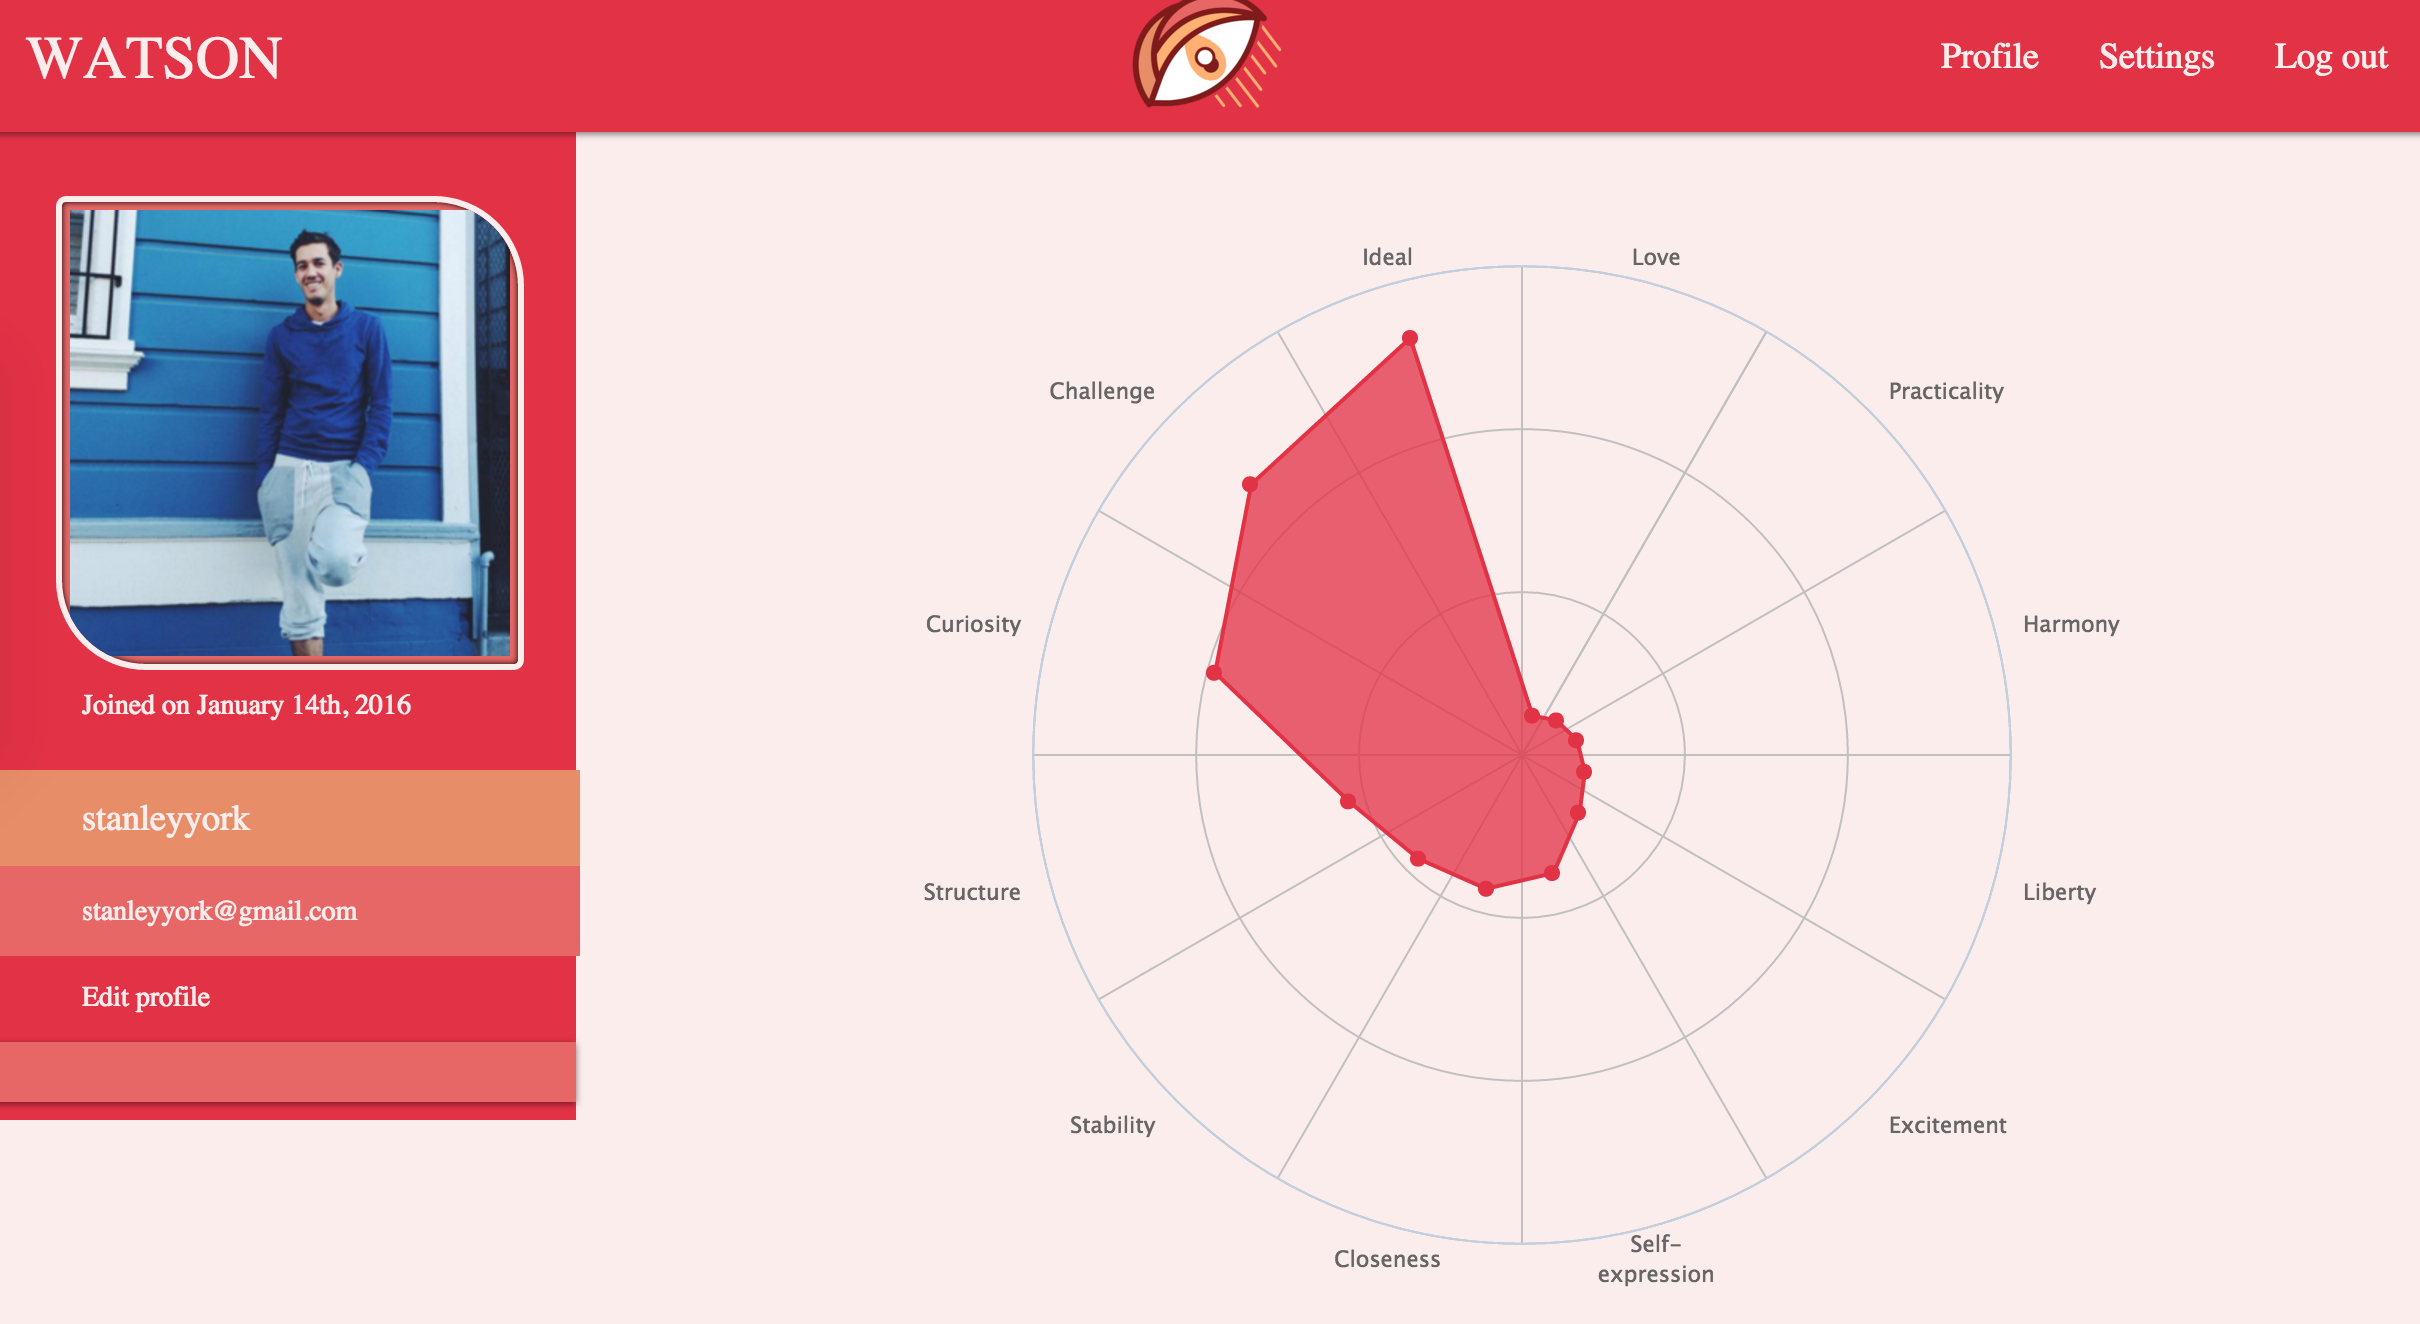 WATSON
Profile
Settings
Log out
Joined on January 14th, 2016
stanleyyork
stanleyyork@gmail.com
Edit profile
Ideal
Love
Challenge
Practicality
Curiosity
Harmony
Structure
Liberty
Stability
Excitement
Closeness
Self-
expression